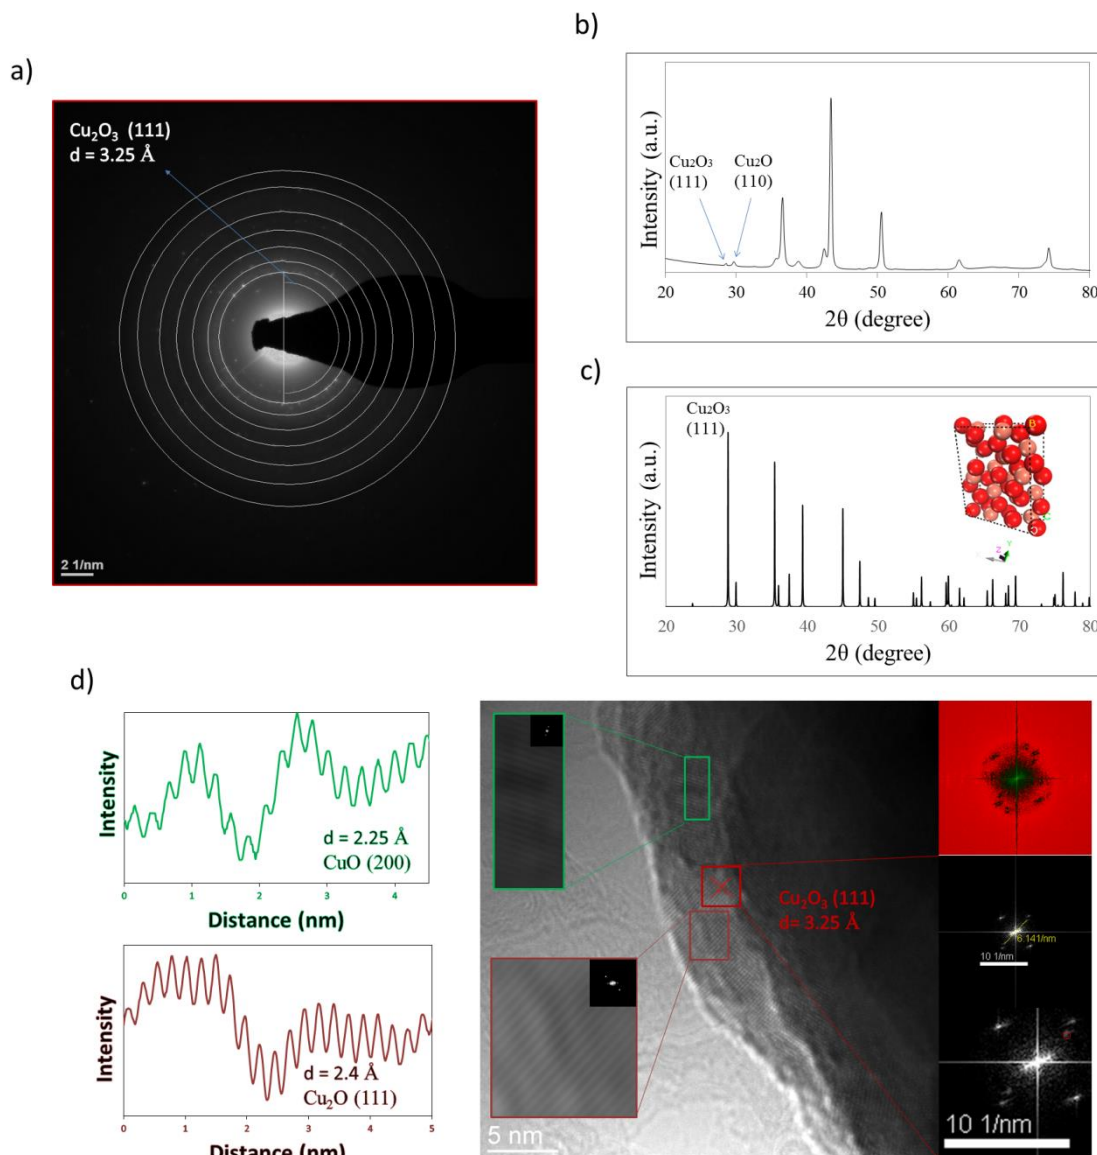 a)
Cu₂O₃ (111)
d = 3.25 Å
2 1/nm
b)
Intensity (a.u.)
Cu₂O₃
(111)
Cu₂O
(110)
20 30 40 50 60 70 80
2θ (degree)
c)
Intensity (a.u.)
Cu₂O₃
(111)
20 30 40 50 60 70 80
2θ (degree)
d)
Intensity
d = 2.25 Å
CuO (200)
0 1 2 3 4
Distance (nm)
Intensity
d = 2.4 Å
Cu₂O (111)
0 1 2 3 4 5
Distance (nm)
Cu₂O₃ (111)
d= 3.25 Å
5 nm
6.141/nm
10 1/nm
10 1/nm